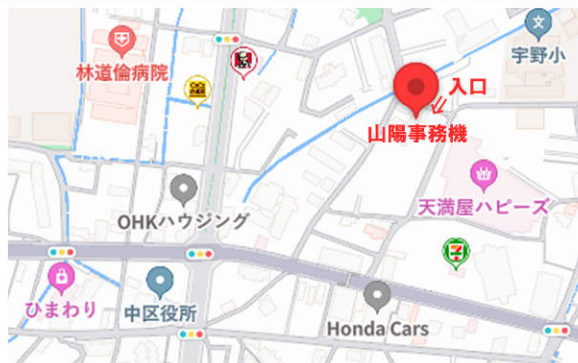 文
宇野小
林道倫病院
入口
山陽事務機
天満屋ハピーズ
OHKハウジング
7
ひまわり
中区役所
Honda Cars